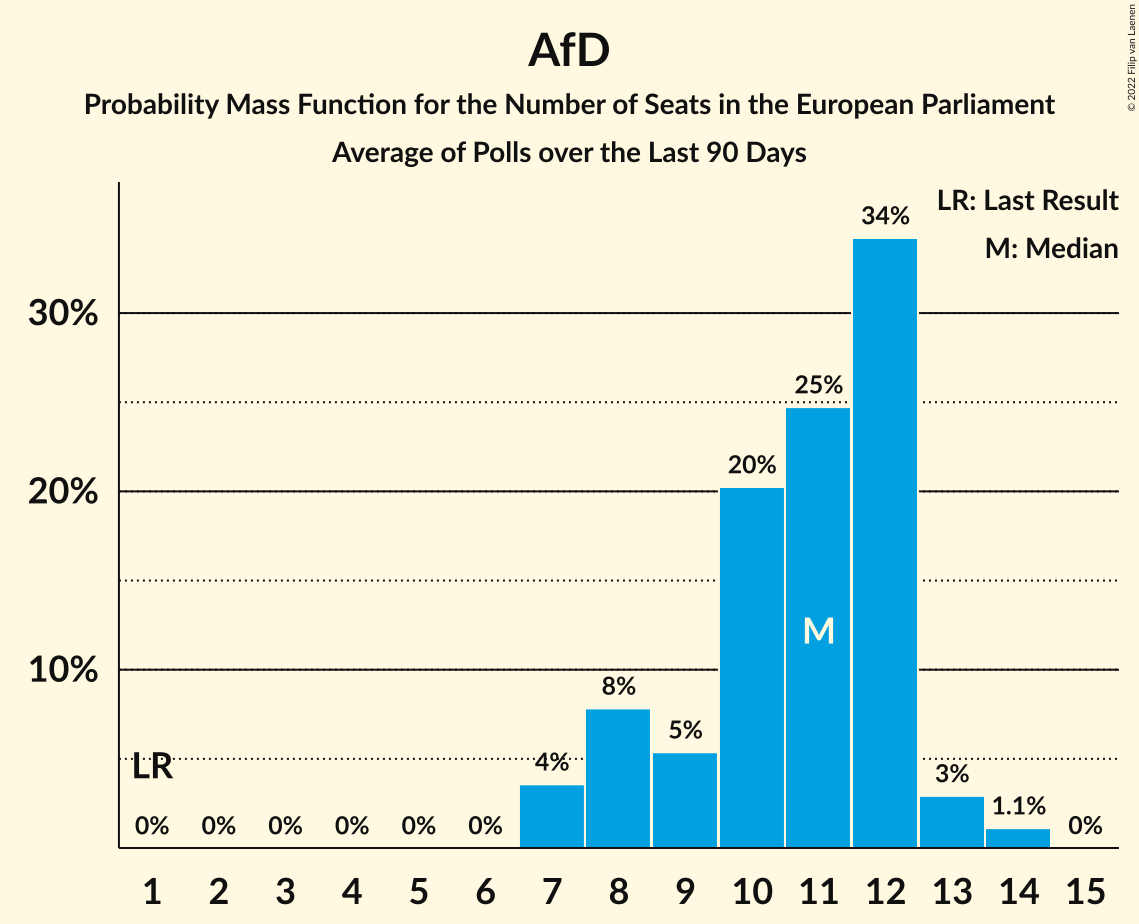 AfD
Probability Mass Function for the Number of Seats in the European Parliament
Average of Polls over the Last 90 Days
© 2022 Filip van Laenen
LR: Last Result
M: Median
34%
30%
25%
20%
20%
M
10%
8%
5%
LR
4%
3%
1.1%
0% 0% 0% 0% 0% 0% 0%
1 2 3 4 5 6 7 8 9 10 11 12 13 14 15